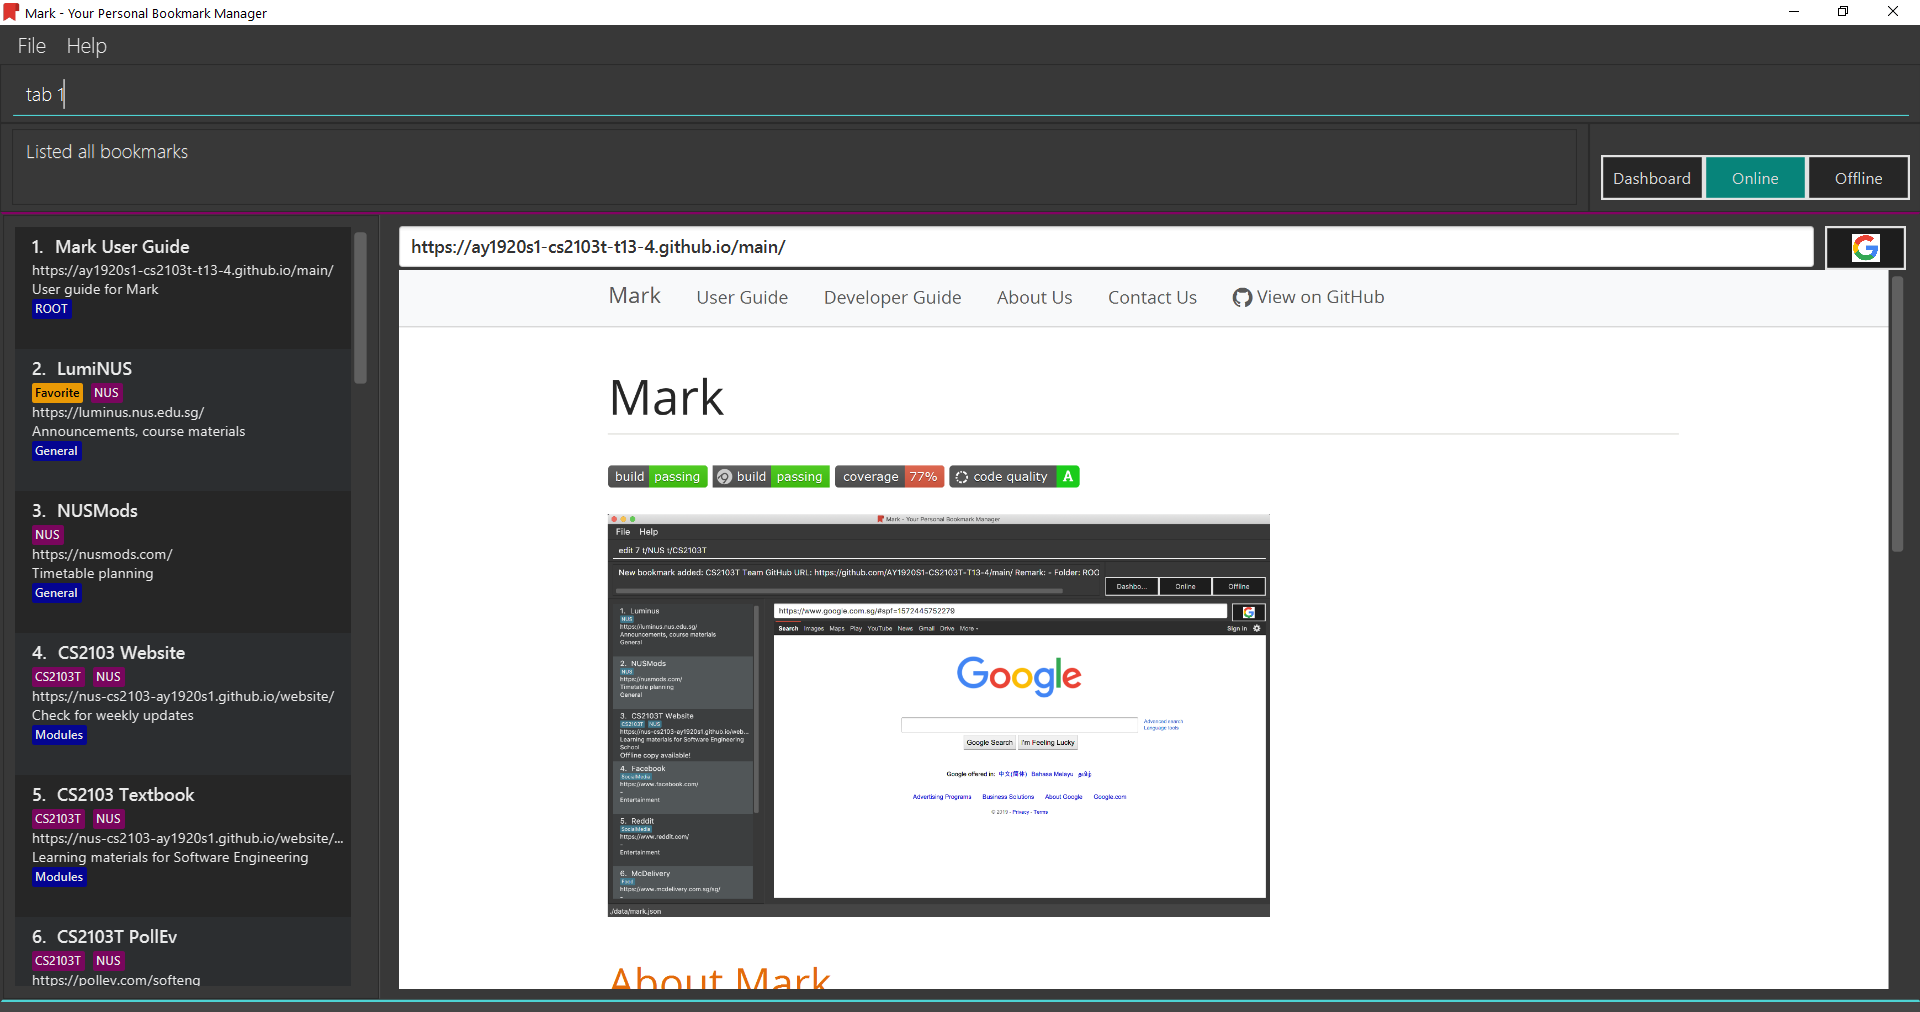 Mark - Your Personal Bookmark Manager
File Help
tab 1
Listed all bookmarks
Dashboard Online Offline
1. Mark User Guide
https://ay1920s1-cs2103t-t13-4.github.io/main/
User guide for Mark
ROOT
2. LumiNUS
Favorite NUS
https://luminus.nus.edu.sg/
Announcements, course materials
General
3. NUSMods
NUS
https://nusmods.com/
Timetable planning
General
4. CS2103 Website
CS2103T NUS
https://nus-cs2103-ay1920s1.github.io/website/
Check for weekly updates
Modules
5. CS2103 Textbook
CS2103T NUS
https://nus-cs2103-ay1920s1.github.io/website/...
Learning materials for Software Engineering
Modules
6. CS2103T PollEv
CS2103T NUS
https://pollev.com/softeng
https://ay1920s1-cs2103t-t13-4.github.io/main/
Mark User Guide Developer Guide About Us Contact Us View on GitHub
Mark
build passing build passing coverage 77% code quality A
Mark - Your Personal Bookmark Manager
File Help
edit 7 t/NUS t/CS2103T
New bookmark added: CS2103T Team GitHub URL: https://github.com/AY1920S1-CS2103T-T13-4/main/ Remark: - Folder: ROO
Dashbo... Online Offline
1. Luminus
NUS
https://luminus.nus.edu.sg/
Announcements, course materials
General
2. NUSMods
NUS
https://nusmods.com/
Timetable planning
General
3. CS2103T Website
CS2103T NUS
https://nus-cs2103-ay1920s1.github.io/web...
Learning materials for Software Engineering
School
Offline copy available!
4. Facebook
SocialMedia
https://www.facebook.com/
-
Entertainment
5. Reddit
SocialMedia
https://www.reddit.com/
-
Entertainment
6. McDelivery
Food
https://www.mcdelivery.com.sg/sg/
-
https://www.google.com.sg/#spf=1572445752279
Search Images Maps Play YouTube News Gmail Drive More Sign in
Google
Advanced search
Language tools
Google Search I'm Feeling Lucky
Google offered in: 中文(简体) Bahasa Melayu தமிழ்
Advertising Programs Business Solutions About Google Google.com
© 2019 - Privacy - Terms
./data/mark.json
About Mark